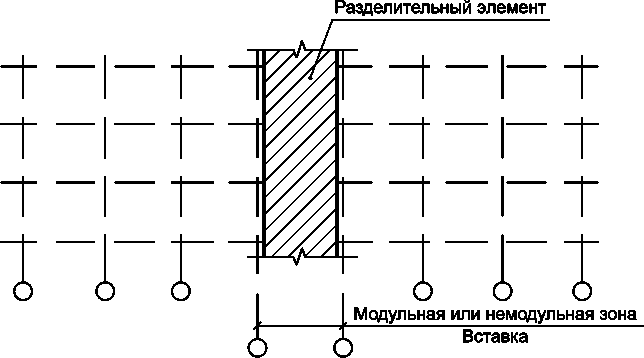 Разделительный элемент
Модульная или немодульная зона
Вставка